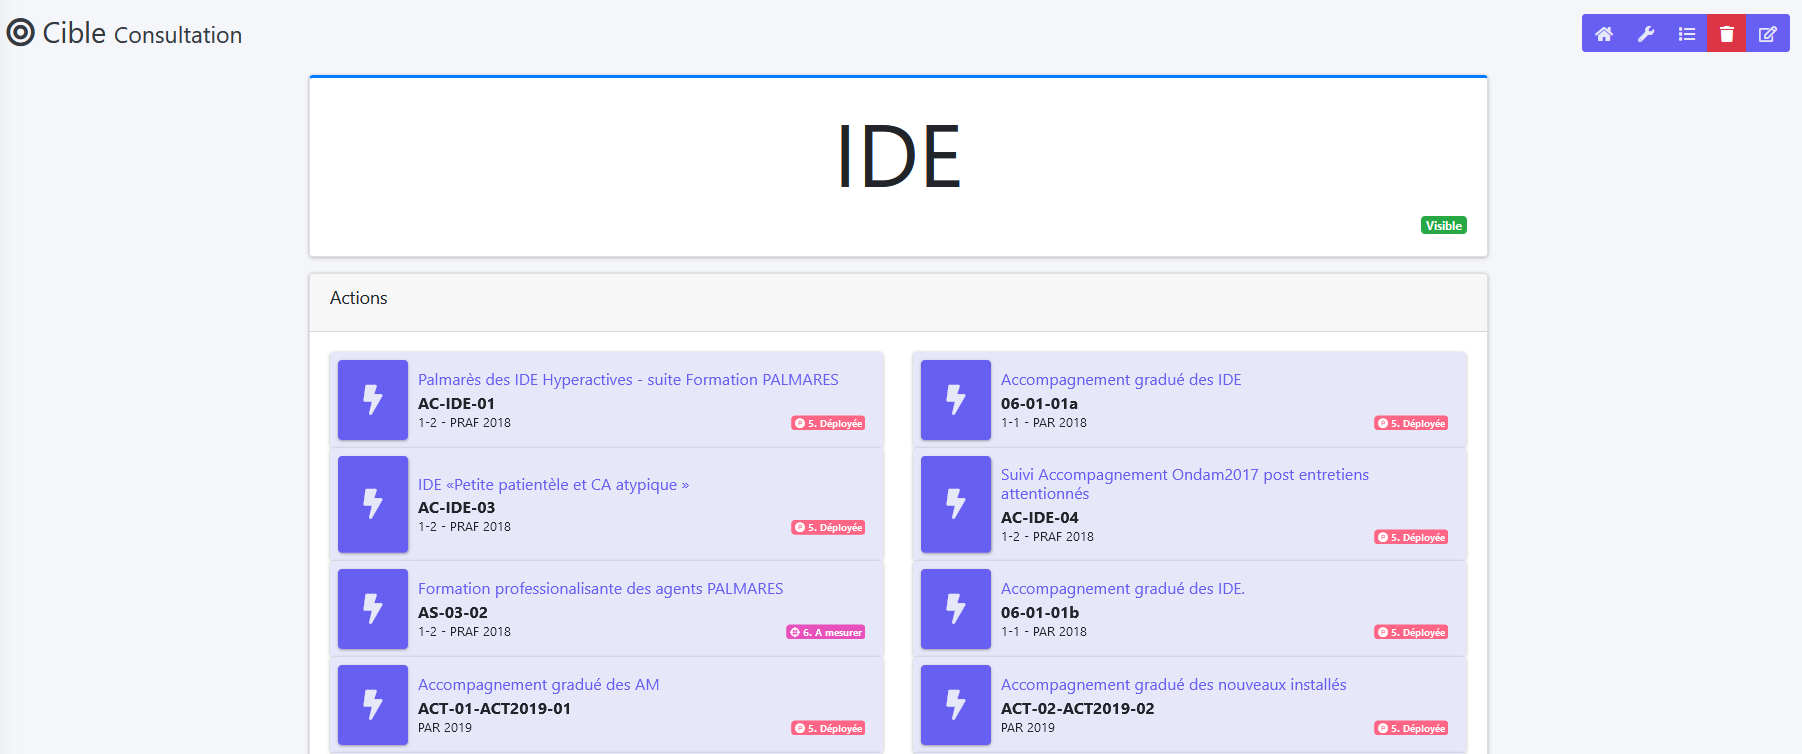 Cible Consultation
IDE
Visible
Actions
Palmarès des IDE Hyperactives - suite Formation PALMARES
AC-IDE-01
1-2 - PRAF 2018
5. Déployée
Accompagnement gradué des IDE
06-01-01a
1-1 - PAR 2018
5. Déployée
IDE «Petite patientèle et CA atypique »
AC-IDE-03
1-2 - PRAF 2018
5. Déployée
Suivi Accompagnement Ondam2017 post entretiens
attentionnés
AC-IDE-04
1-2 - PRAF 2018
5. Déployée
Formation professionalisante des agents PALMARES
AS-03-02
1-2 - PRAF 2018
6. A mesurer
Accompagnement gradué des IDE.
06-01-01b
1-1 - PAR 2018
5. Déployée
Accompagnement gradué des AM
ACT-01-ACT2019-01
PAR 2019
5. Déployée
Accompagnement gradué des nouveaux installés
ACT-02-ACT2019-02
PAR 2019
5. Déployée